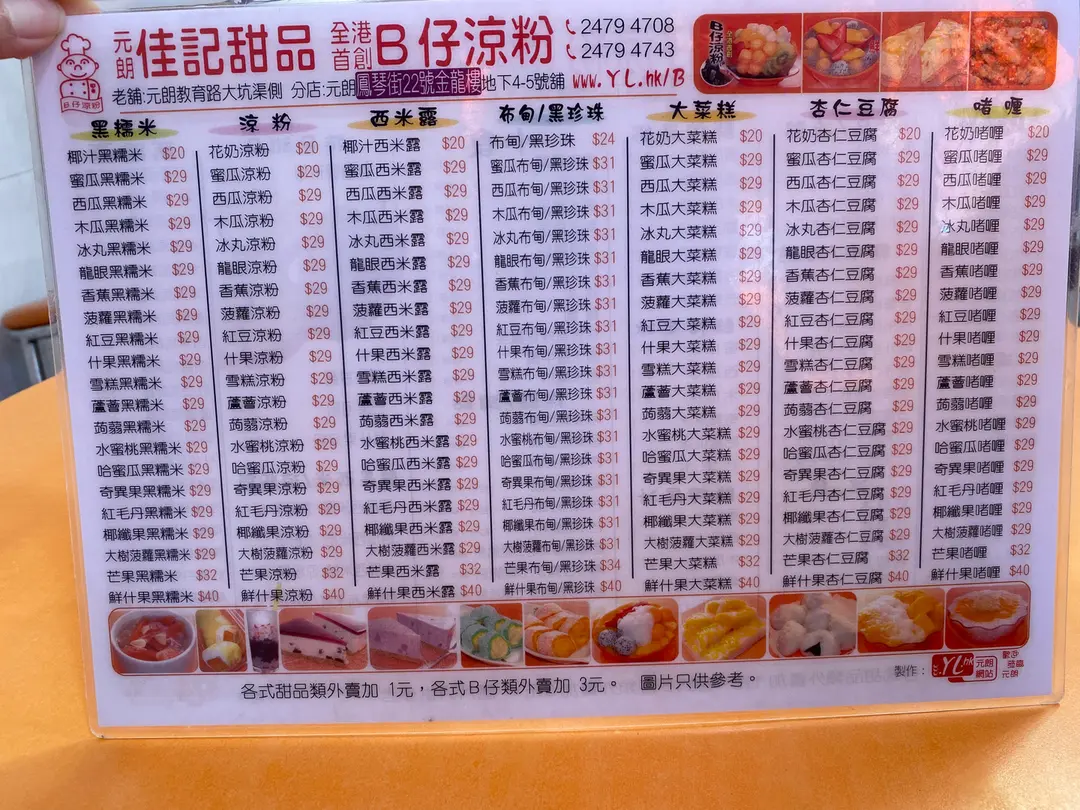 元朗
佳記甜品
全港首創
B仔涼粉
2479 4708
2479 4743
老舖:元朗教育路大坑渠側 分店:元朗鳳琴街22號金龍樓地下4-5號舖
www.YL.hk/B
B仔涼粉
B仔涼粉
黑糯米
椰汁黑糯米 $20
蜜瓜黑糯米 $29
西瓜黑糯米 $29
木瓜黑糯米 $29
冰丸黑糯米 $29
龍眼黑糯米 $29
香蕉黑糯米 $29
菠蘿黑糯米 $29
紅豆黑糯米 $29
什果黑糯米 $29
雪糕黑糯米 $29
蘆薈黑糯米 $29
蒟蒻黑糯米 $29
水蜜桃黑糯米 $29
哈蜜瓜黑糯米 $29
奇異果黑糯米 $29
紅毛丹黑糯米 $29
椰纖果黑糯米 $29
大樹菠蘿黑糯米 $29
芒果黑糯米 $32
鮮什果黑糯米 $40
涼粉
花奶涼粉 $20
蜜瓜涼粉 $29
西瓜涼粉 $29
木瓜涼粉 $29
冰丸涼粉 $29
龍眼涼粉 $29
香蕉涼粉 $29
菠蘿涼粉 $29
紅豆涼粉 $29
什果涼粉 $29
雪糕涼粉 $29
蘆薈涼粉 $29
蒟蒻涼粉 $29
水蜜桃涼粉 $29
哈蜜瓜涼粉 $29
奇異果涼粉 $29
紅毛丹涼粉 $29
椰纖果涼粉 $29
大樹菠蘿涼粉 $29
芒果涼粉 $32
鮮什果涼粉 $40
西米露
椰汁西米露 $20
蜜瓜西米露 $29
西瓜西米露 $29
木瓜西米露 $29
冰丸西米露 $29
龍眼西米露 $29
香蕉西米露 $29
菠蘿西米露 $29
紅豆西米露 $29
什果西米露 $29
雪糕西米露 $29
蘆薈西米露 $29
蒟蒻西米露 $29
水蜜桃西米露 $29
哈蜜瓜西米露 $29
奇異果西米露 $29
紅毛丹西米露 $29
椰纖果西米露 $29
大樹菠蘿西米露 $29
芒果西米露 $32
鮮什果西米露 $40
布甸/黑珍珠
布甸/黑珍珠 $24
蜜瓜布甸/黑珍珠 $31
西瓜布甸/黑珍珠 $31
木瓜布甸/黑珍珠 $31
冰丸布甸/黑珍珠 $31
龍眼布甸/黑珍珠 $31
香蕉布甸/黑珍珠 $31
菠蘿布甸/黑珍珠 $31
紅豆布甸/黑珍珠 $31
什果布甸/黑珍珠 $31
雪糕布甸/黑珍珠 $31
蘆薈布甸/黑珍珠 $31
蒟蒻布甸/黑珍珠 $31
水蜜桃布甸/黑珍珠 $31
哈蜜瓜布甸/黑珍珠 $31
奇異果布甸/黑珍珠 $31
紅毛丹布甸/黑珍珠 $31
椰纖果布甸/黑珍珠 $31
大樹菠蘿布甸/黑珍珠 $31
芒果布甸/黑珍珠 $34
鮮什果布甸/黑珍珠 $40
大菜糕
花奶大菜糕 $20
蜜瓜大菜糕 $29
西瓜大菜糕 $29
木瓜大菜糕 $29
冰丸大菜糕 $29
龍眼大菜糕 $29
香蕉大菜糕 $29
菠蘿大菜糕 $29
紅豆大菜糕 $29
什果大菜糕 $29
雪糕大菜糕 $29
蘆薈大菜糕 $29
蒟蒻大菜糕 $29
水蜜桃大菜糕 $29
哈蜜瓜大菜糕 $29
奇異果大菜糕 $29
紅毛丹大菜糕 $29
椰纖果大菜糕 $29
大樹菠蘿大菜糕 $29
芒果大菜糕 $32
鮮什果大菜糕 $40
杏仁豆腐
花奶杏仁豆腐 $20
蜜瓜杏仁豆腐 $29
西瓜杏仁豆腐 $29
木瓜杏仁豆腐 $29
冰丸杏仁豆腐 $29
龍眼杏仁豆腐 $29
香蕉杏仁豆腐 $29
菠蘿杏仁豆腐 $29
紅豆杏仁豆腐 $29
什果杏仁豆腐 $29
雪糕杏仁豆腐 $29
蘆薈杏仁豆腐 $29
蒟蒻杏仁豆腐 $29
水蜜桃杏仁豆腐 $29
哈蜜瓜杏仁豆腐 $29
奇異果杏仁豆腐 $29
紅毛丹杏仁豆腐 $29
椰纖果杏仁豆腐 $29
大樹菠蘿杏仁豆腐 $29
芒果杏仁豆腐 $32
鮮什果杏仁豆腐 $40
啫喱
花奶啫喱 $20
蜜瓜啫喱 $29
西瓜啫喱 $29
木瓜啫喱 $29
冰丸啫喱 $29
龍眼啫喱 $29
香蕉啫喱 $29
菠蘿啫喱 $29
紅豆啫喱 $29
什果啫喱 $29
雪糕啫喱 $29
蘆薈啫喱 $29
蒟蒻啫喱 $29
水蜜桃啫喱 $29
哈蜜瓜啫喱 $29
奇異果啫喱 $29
紅毛丹啫喱 $29
椰纖果啫喱 $29
大樹菠蘿啫喱 $29
芒果啫喱 $32
鮮什果啫喱 $40
各式甜品類外賣加 1元，各式B仔類外賣加 3元。 圖片只供參考。
製作：
YL.hk
元朗網站